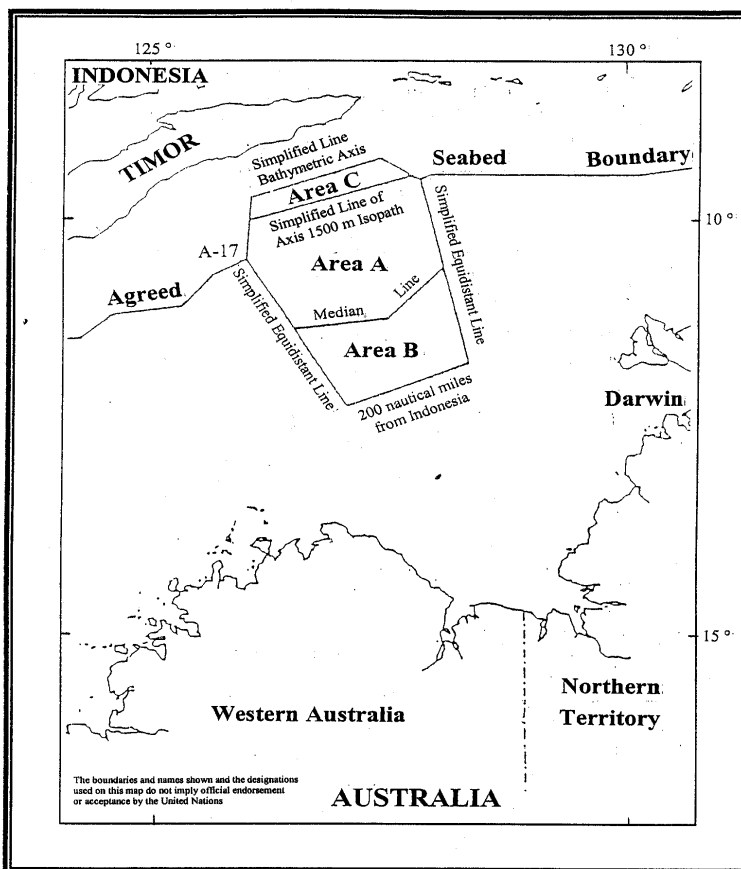 125°
130°
INDONESIA
TIMOR
Simplified Line
Bathymetric Axis
Seabed
Boundary
Area C
10°
Simplified Line of
Axis 1500 m Isopath
A-17
Area A
Agreed
Median
Line
Simplified Equidistant Line
Simplified Equidistant Line
Area B
200 nautical miles
from Indonesia
Darwin
15°
Northern
Territory
Western Australia
The boundaries and names shown and the designations
used on this map do not imply official endorsement
or acceptance by the United Nations
AUSTRALIA